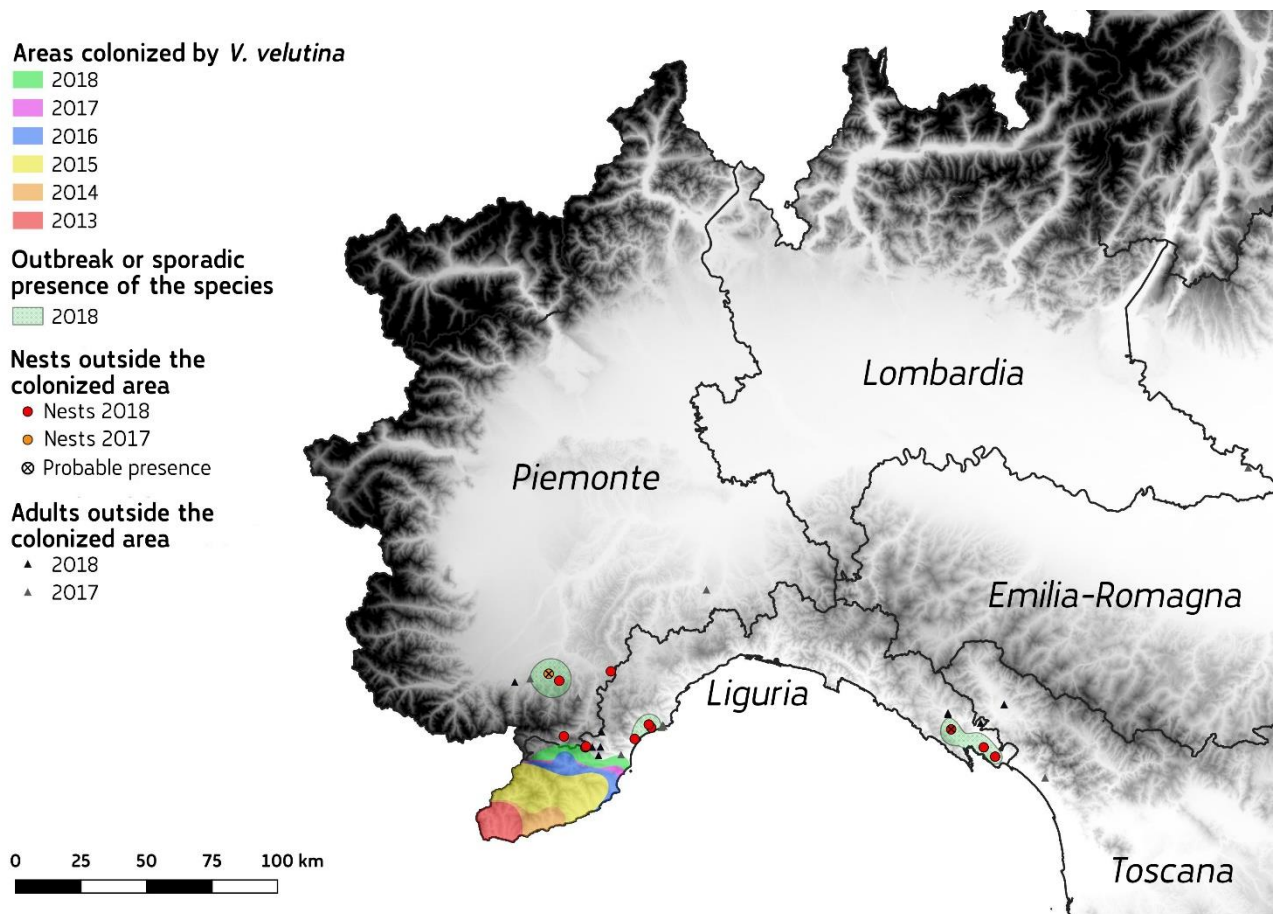 Areas colonized by V. velutina
2018
2017
2016
2015
2014
2013
Outbreak or sporadic
presence of the species
2018
Nests outside the
colonized area
Nests 2018
Nests 2017
Probable presence
Adults outside the
colonized area
2018
2017
0 25 50 75 100 km
Lombardia
Piemonte
Emilia-Romagna
Liguria
Toscana